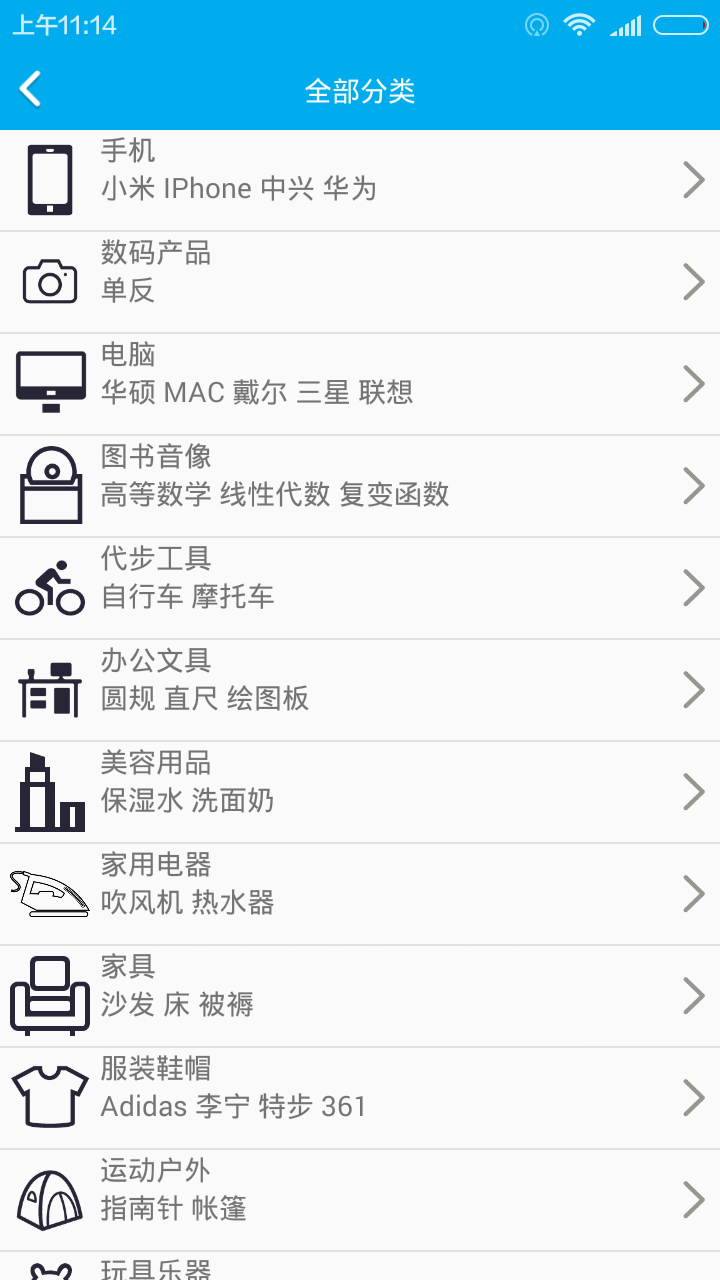 上午11:14
全部分类
手机
小米 IPhone 中兴 华为
数码产品
单反
电脑
华硕 MAC 戴尔 三星 联想
图书音像
高等数学 线性代数 复变函数
代步工具
自行车 摩托车
办公文具
圆规 直尺 绘图板
美容用品
保湿水 洗面奶
家用电器
吹风机 热水器
家具
沙发 床 被褥
服装鞋帽
Adidas 李宁 特步 361
运动户外
指南针 帐篷
玩具乐器